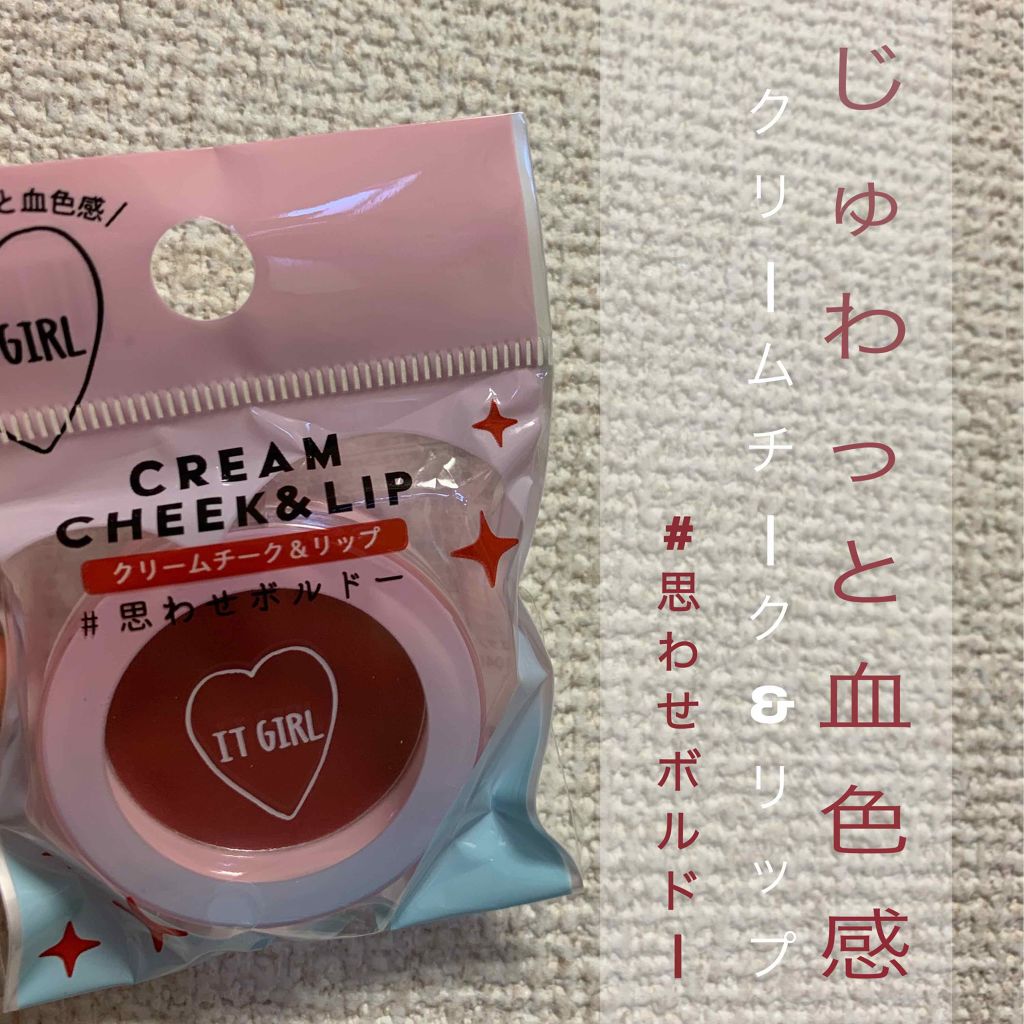 と血色感/
GIRL
CREAM
CHEEK&LIP
クリームチーク&リップ
#思わせボルドー
IT GIRL
じゅわっと血色感
クリームチーク&リップ
#思わせボルドー